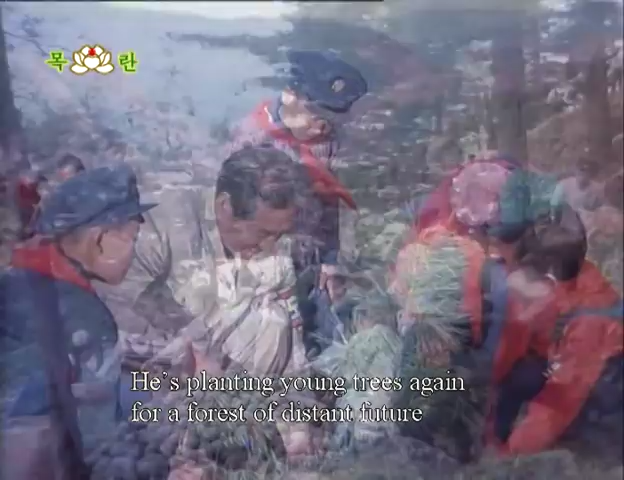 목란
He's planting young trees again
for a forest of distant future